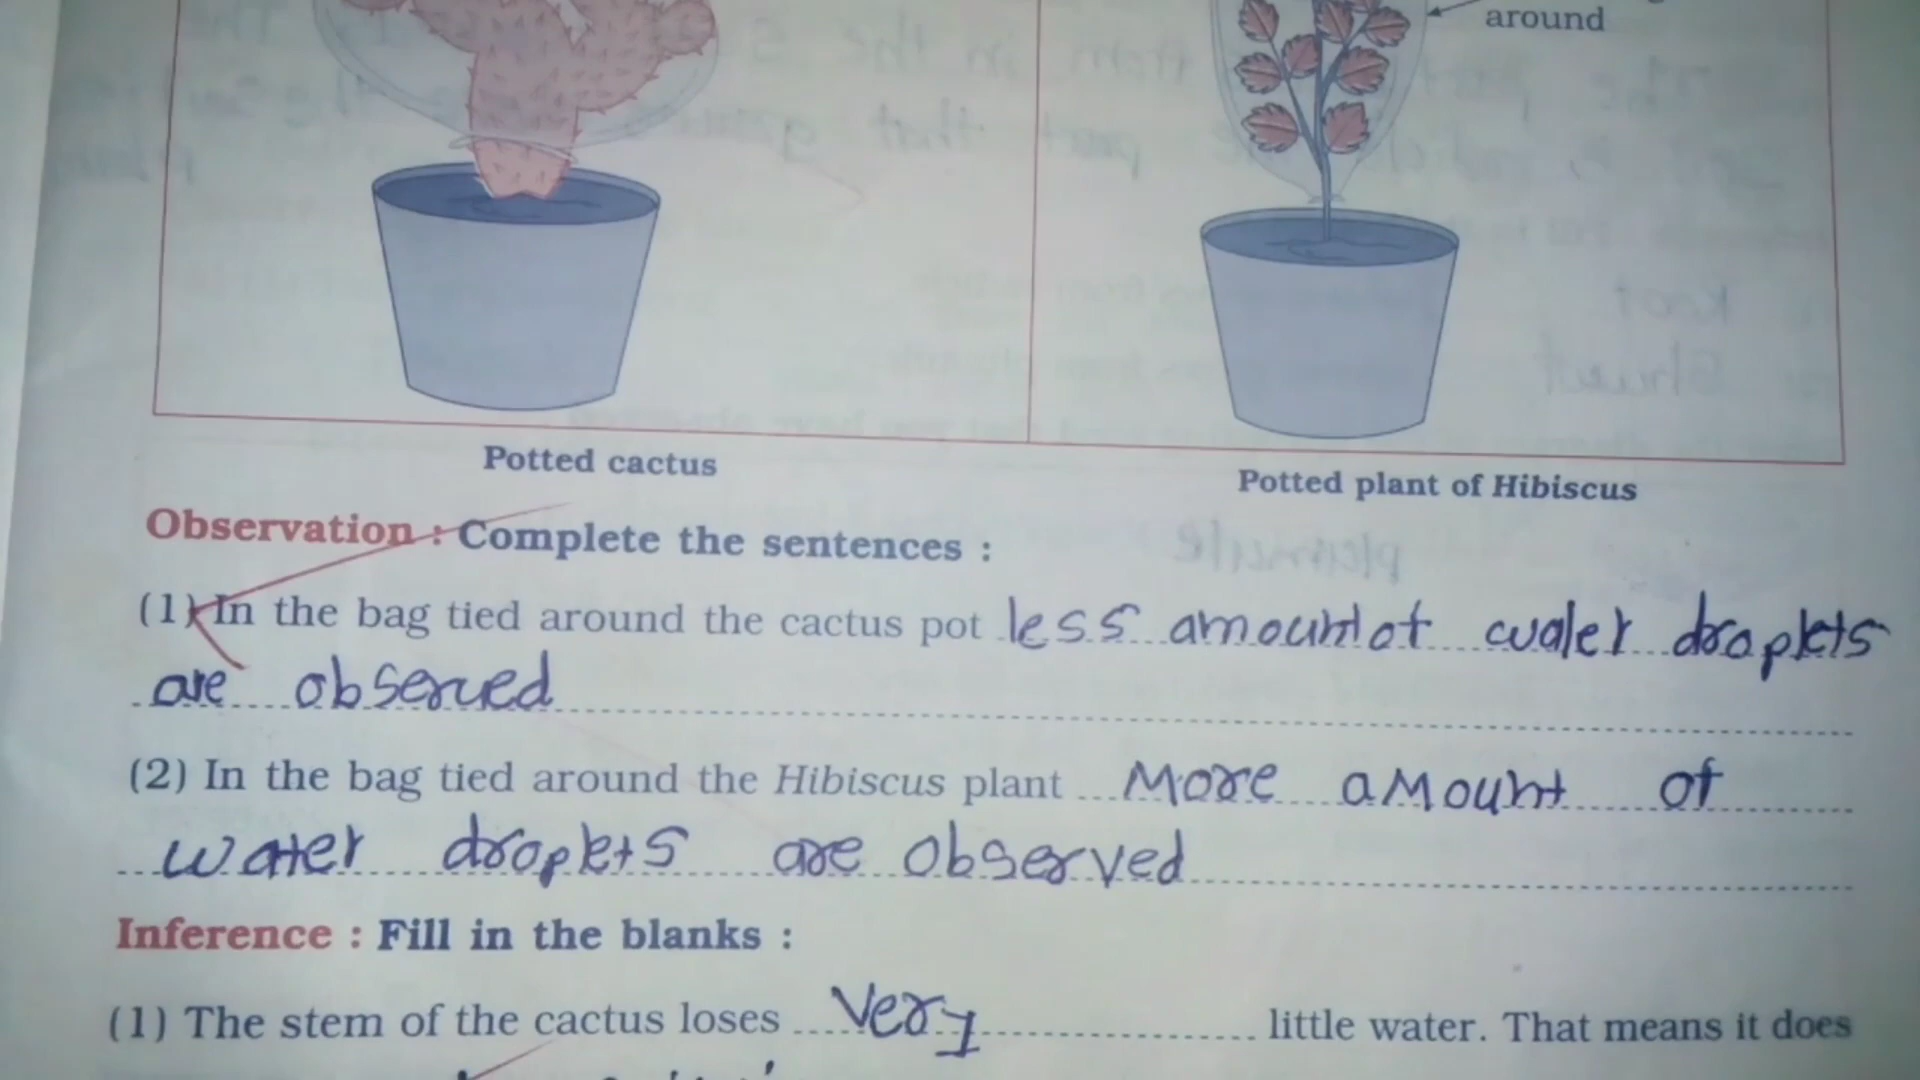 around
Potted cactus
Potted plant of Hibiscus
Observation : Complete the sentences :
(1) In the bag tied around the cactus pot less amount of water droplets
are observed
(2) In the bag tied around the Hibiscus plant More amount of
water droplets are observed
Inference : Fill in the blanks :
(1) The stem of the cactus loses very little water. That means it does